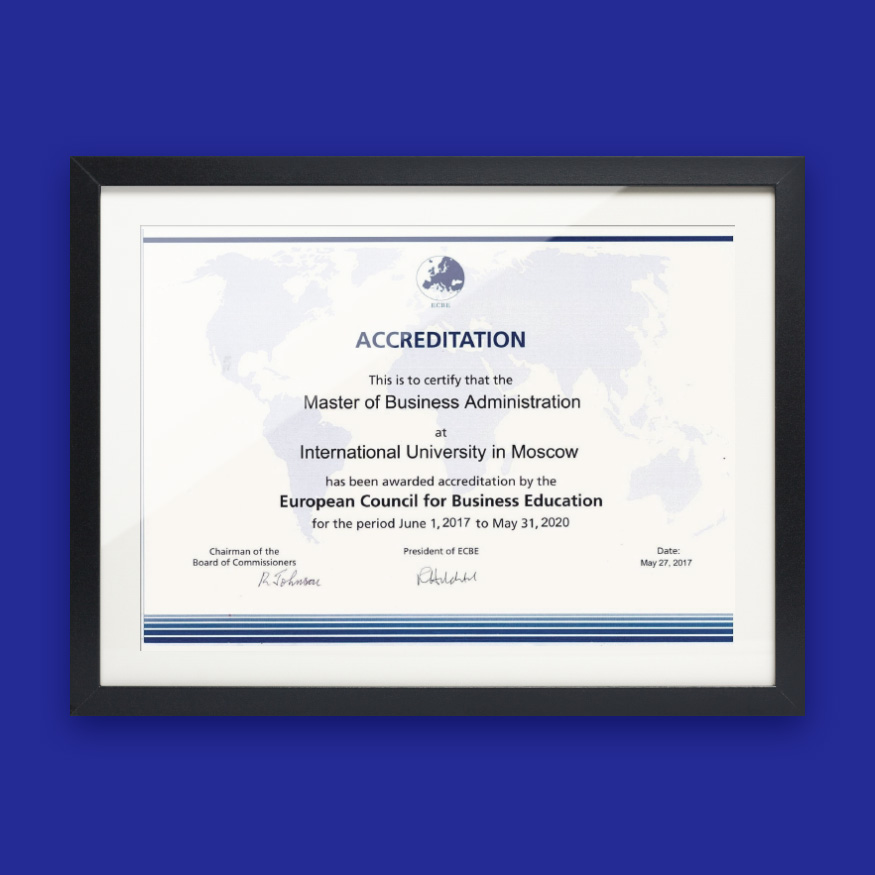 ECBE
ACCREDITATION
This is to certify that the
Master of Business Administration
at
International University in Moscow
has been awarded accreditation by the
European Council for Business Education
for the period June 1, 2017 to May 31, 2020
Chairman of the
Board of Commissioners
R. Johnson
President of ECBE
Date:
May 27, 2017